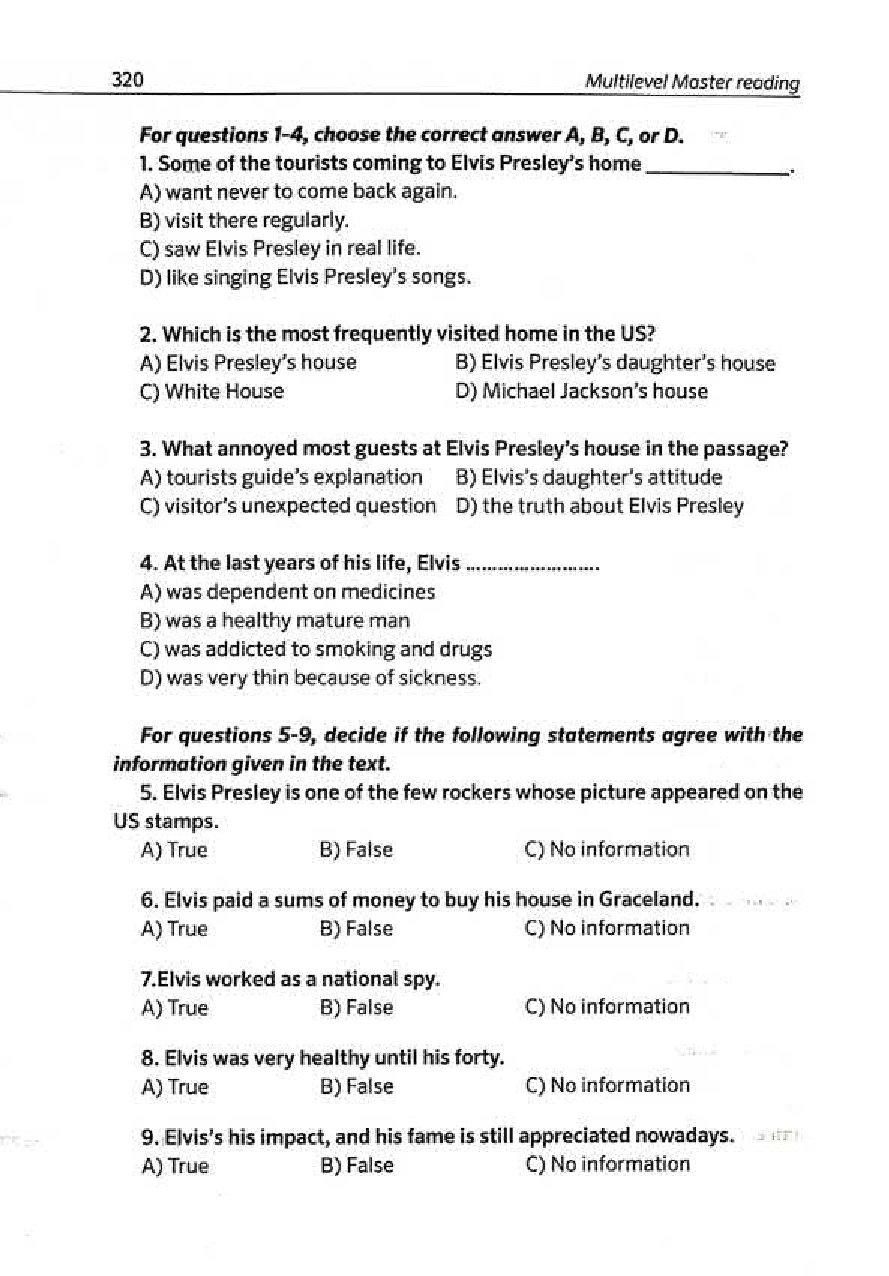 320 Multilevel Master reading
For questions 1-4, choose the correct answer A, B, C, or D.
1. Some of the tourists coming to Elvis Presley's home ______________.
A) want never to come back again.
B) visit there regularly.
C) saw Elvis Presley in real life.
D) like singing Elvis Presley's songs.
2. Which is the most frequently visited home in the US?
A) Elvis Presley's house B) Elvis Presley's daughter's house
C) White House D) Michael Jackson's house
3. What annoyed most guests at Elvis Presley's house in the passage?
A) tourists guide's explanation B) Elvis's daughter's attitude
C) visitor's unexpected question D) the truth about Elvis Presley
4. At the last years of his life, Elvis ..........................
A) was dependent on medicines
B) was a healthy mature man
C) was addicted to smoking and drugs
D) was very thin because of sickness.
For questions 5-9, decide if the following statements agree with the
information given in the text.
5. Elvis Presley is one of the few rockers whose picture appeared on the
US stamps.
A) True B) False C) No information
6. Elvis paid a sums of money to buy his house in Graceland.
A) True B) False C) No information
7.Elvis worked as a national spy.
A) True B) False C) No information
8. Elvis was very healthy until his forty.
A) True B) False C) No information
9. Elvis's his impact, and his fame is still appreciated nowadays.
A) True B) False C) No information